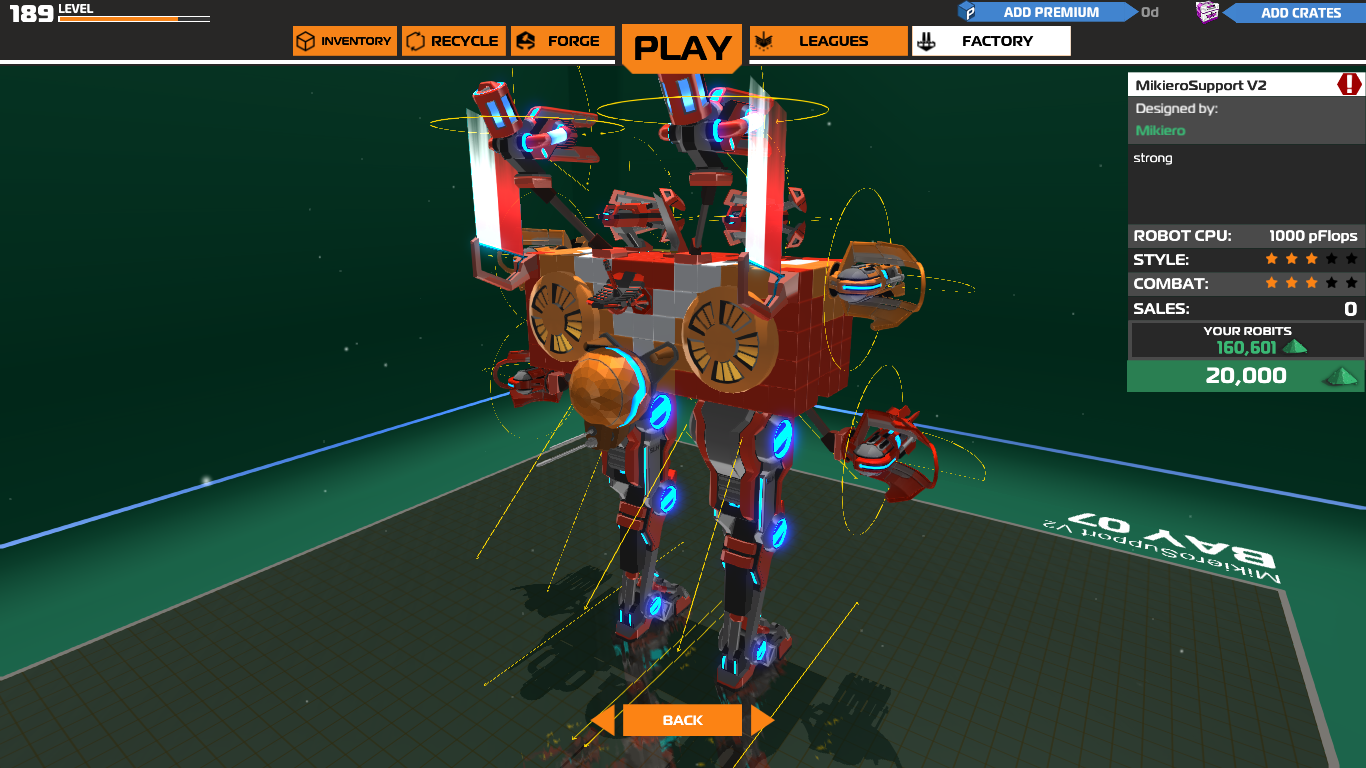 189 LEVEL
ADD PREMIUM 0d
ADD CRATES
INVENTORY
RECYCLE
FORGE
PLAY
LEAGUES
FACTORY
MikieroSupport V2
Designed by:
Mikiero
strong
ROBOT CPU: 1000 pFlops
STYLE:
COMBAT:
SALES: 0
YOUR ROBITS
160,601
20,000
BAY 07
MikieroSupport V2
BACK